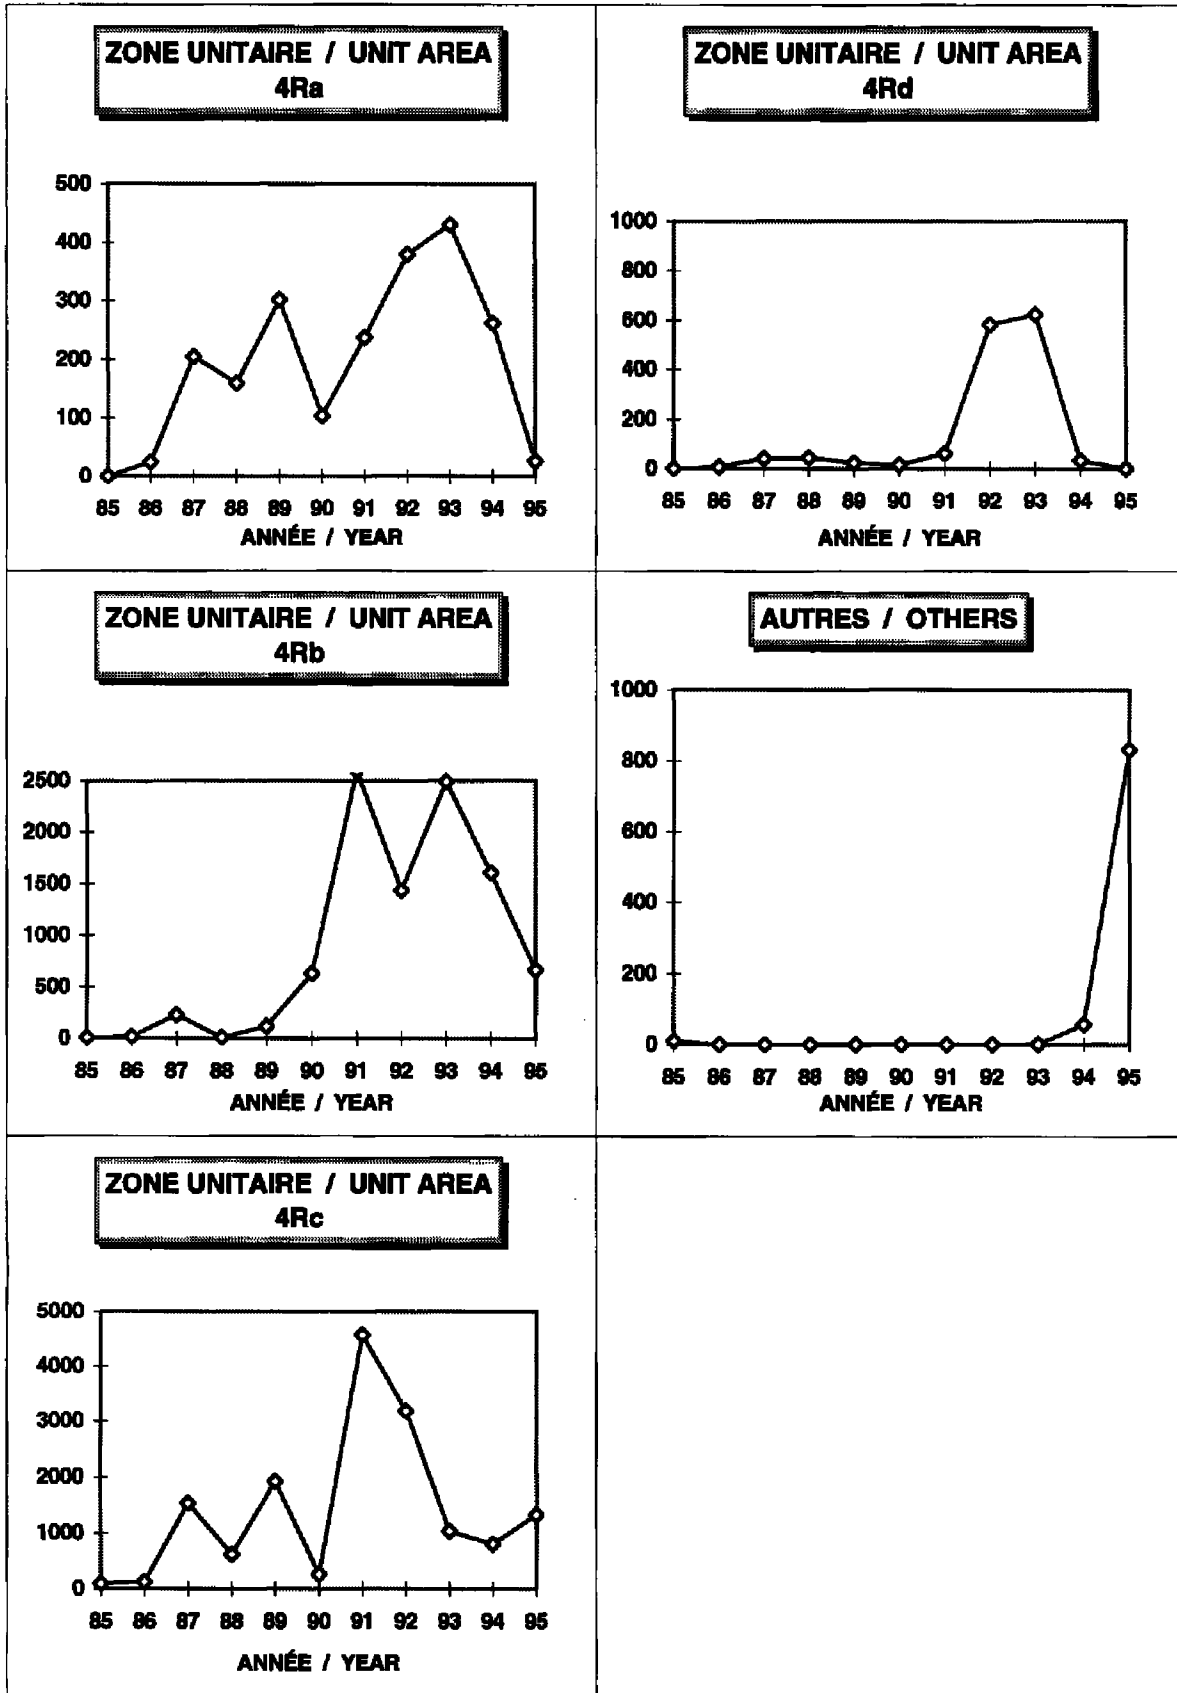 ZONE UNITAIRE / UNIT AREA
4Ra
500
400
300
200
100
0
85 86 87 88 89 90 91 92 93 94 95
ANNÉE / YEAR
ZONE UNITAIRE / UNIT AREA
4Rd
1000
800
600
400
200
0
85 86 87 88 89 90 91 92 93 94 95
ANNÉE / YEAR
ZONE UNITAIRE / UNIT AREA
4Rb
2500
2000
1500
1000
500
0
85 86 87 88 89 90 91 92 93 94 95
ANNÉE / YEAR
AUTRES / OTHERS
1000
800
600
400
200
0
85 86 87 88 89 90 91 92 93 94 95
ANNÉE / YEAR
ZONE UNITAIRE / UNIT AREA
4Rc
5000
4000
3000
2000
1000
0
85 86 87 88 89 90 91 92 93 94 95
ANNÉE / YEAR